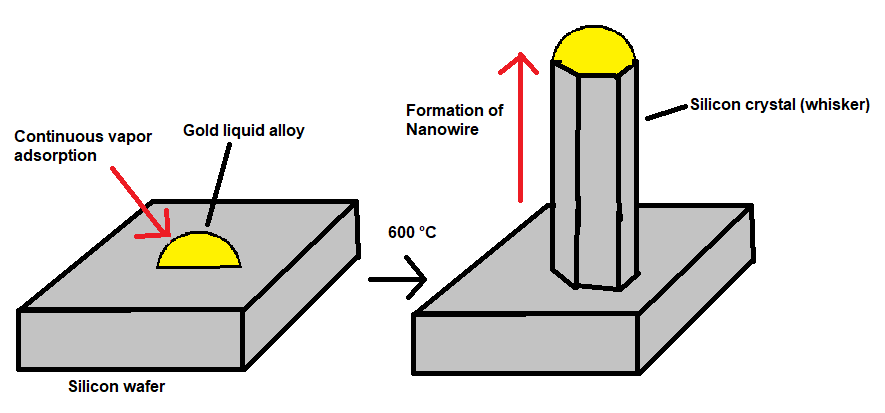 Continuous vapor
adsorption
Gold liquid alloy
Silicon wafer
600 °C
Formation of
Nanowire
Silicon crystal (whisker)